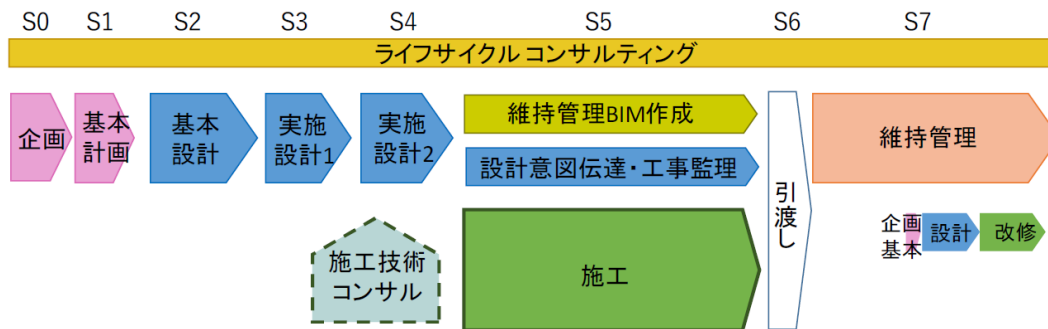 S0 S1 S2 S3 S4 S5 S6 S7
ライフサイクル コンサルティング
企画
基本
計画
基本
設計
実施
設計1
実施
設計2
維持管理BIM作成
設計意図伝達・工事監理
施工技術
コンサル
施工
引渡し
維持管理
企画
基本
設計
改修